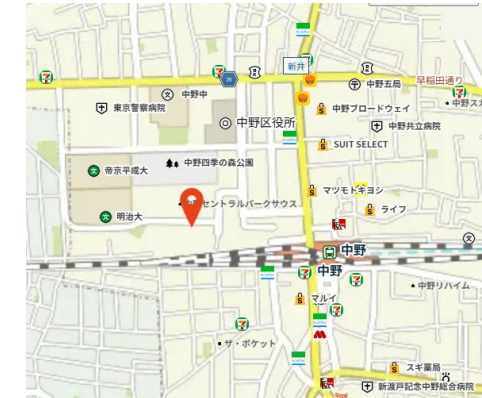 新井
25
早稲田通り
中野五局
中野中
東京警察病院
中野ブロードウェイ
中野区役所
中野共立病院
SUIT SELECT
中野四季の森公園
帝京平成大
マツモトキヨシ
セントラルパークサウス
ライフ
明治大
中野
中野
中野リハイム
マルイ
ザ・ポケット
スギ薬局
KFC
新渡戸記念中野総合病院